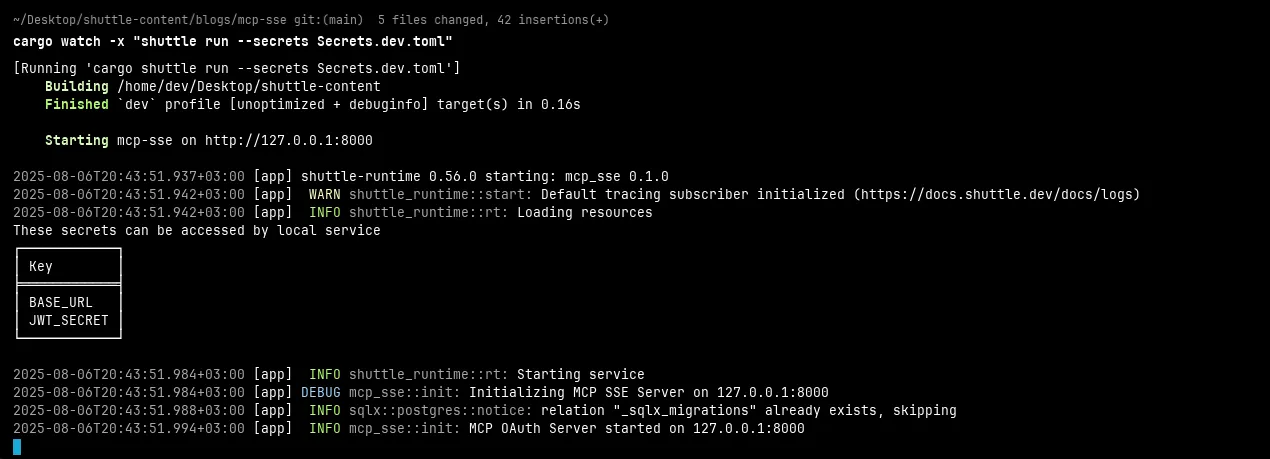 ~/Desktop/shuttle-content/blogs/mcp-sse git:(main)  5 files changed, 42 insertions(+)
cargo watch -x "shuttle run --secrets Secrets.dev.toml"
[Running 'cargo shuttle run --secrets Secrets.dev.toml']
    Building /home/dev/Desktop/shuttle-content
    Finished `dev` profile [unoptimized + debuginfo] target(s) in 0.16s
    Starting mcp-sse on http://127.0.0.1:8000
2025-08-06T20:43:51.937+03:00 [app] shuttle-runtime 0.56.0 starting: mcp_sse 0.1.0
2025-08-06T20:43:51.942+03:00 [app]  WARN shuttle_runtime::start: Default tracing subscriber initialized (https://docs.shuttle.dev/docs/logs)
2025-08-06T20:43:51.942+03:00 [app]  INFO shuttle_runtime::rt: Loading resources
These secrets can be accessed by local service
Key
BASE_URL
JWT_SECRET
2025-08-06T20:43:51.984+03:00 [app]  INFO shuttle_runtime::rt: Starting service
2025-08-06T20:43:51.984+03:00 [app] DEBUG mcp_sse::init: Initializing MCP SSE Server on 127.0.0.1:8000
2025-08-06T20:43:51.988+03:00 [app]  INFO sqlx::postgres::notice: relation "_sqlx_migrations" already exists, skipping
2025-08-06T20:43:51.994+03:00 [app]  INFO mcp_sse::init: MCP OAuth Server started on 127.0.0.1:8000